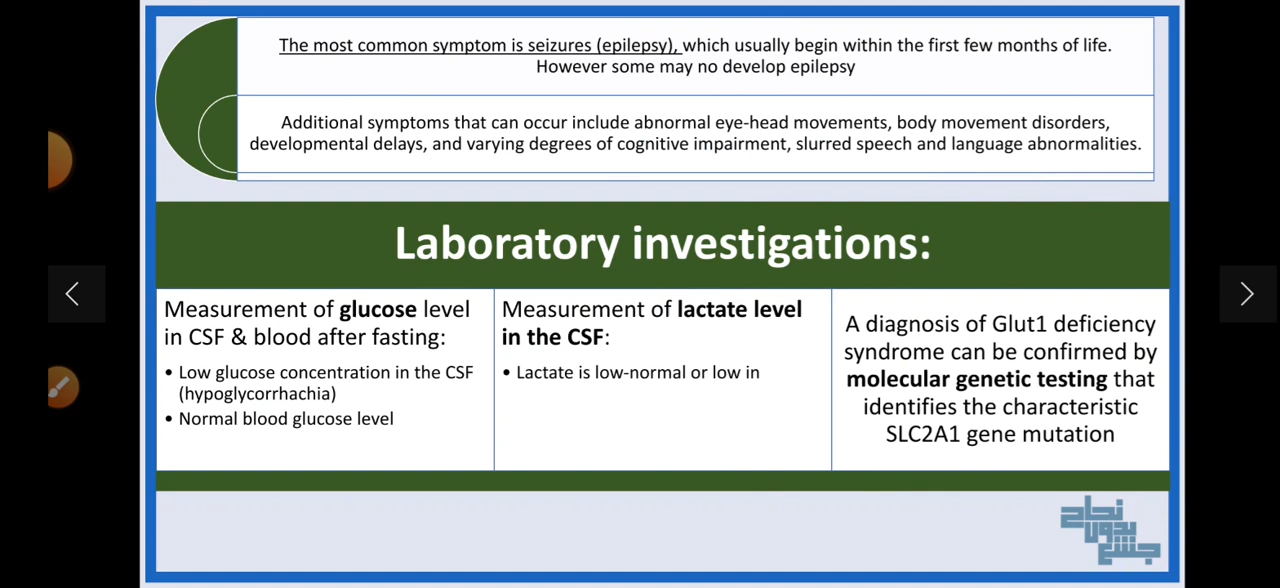 The most common symptom is seizures (epilepsy), which usually begin within the first few months of life.
However some may no develop epilepsy
Additional symptoms that can occur include abnormal eye-head movements, body movement disorders,
developmental delays, and varying degrees of cognitive impairment, slurred speech and language abnormalities.
Laboratory investigations:
Measurement of glucose level
in CSF & blood after fasting:
• Low glucose concentration in the CSF
(hypoglycorrhachia)
• Normal blood glucose level
Measurement of lactate level
in the CSF:
• Lactate is low-normal or low in
A diagnosis of Glut1 deficiency
syndrome can be confirmed by
molecular genetic testing that
identifies the characteristic
SLC2A1 gene mutation
نجاح
بدون
جشع